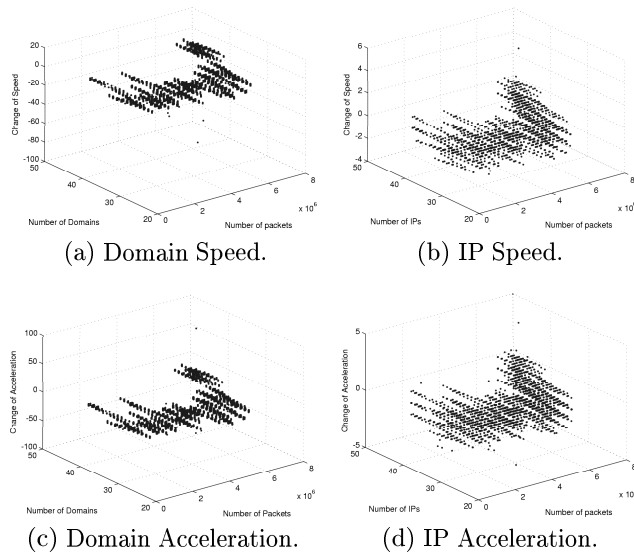 20
0
-20
-40
-60
-80
-100
50
40
30
20
0
2
4
6
8
x 10^6
Change of Speed
Number of Domains
Number of packets
(a) Domain Speed.
6
4
2
0
-2
-4
50
40
30
20
0
2
4
6
8
x 10
Change of Speed
Number of IPs
Number of packets
(b) IP Speed.
100
50
0
-50
-100
50
40
30
20
0
2
4
6
8
x 10^6
Change of Acceleration
Number of Domains
Number of Packets
(c) Domain Acceleration.
5
0
-5
50
40
30
20
0
2
4
6
8
x 10
Change of Acceleration
Number of IPs
Number of packets
(d) IP Acceleration.